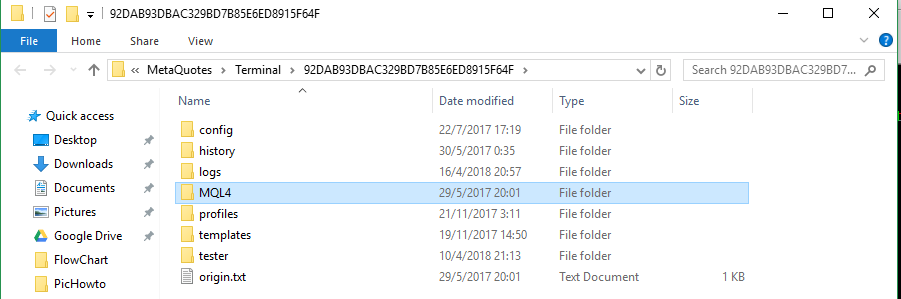 92DAB93DBAC329BD7B85E6ED8915F64F
File Home Share View
« MetaQuotes > Terminal > 92DAB93DBAC329BD7B85E6ED8915F64F > Search 92DAB93DBAC329BD7...
Name Date modified Type Size
Quick access
Desktop
Downloads
Documents
Pictures
Google Drive
FlowChart
PicHowto
config 22/7/2017 17:19 File folder
history 30/5/2017 0:35 File folder
logs 16/4/2018 20:57 File folder
MQL4 29/5/2017 20:01 File folder
profiles 21/11/2017 3:11 File folder
templates 19/11/2017 14:50 File folder
tester 10/4/2018 21:13 File folder
origin.txt 29/5/2017 20:01 Text Document 1 KB